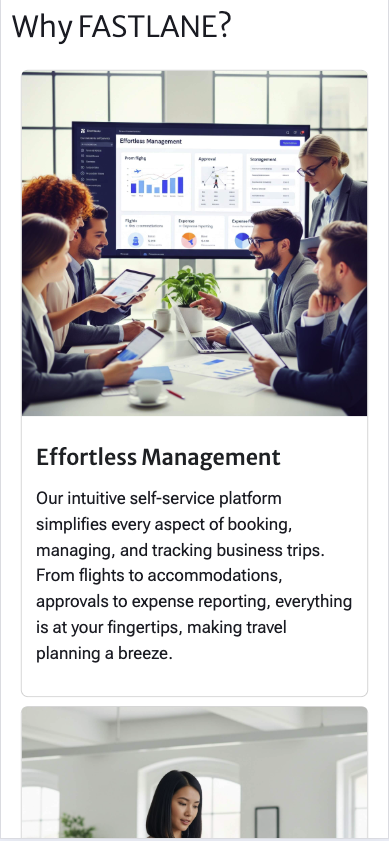 Why FASTLANE?
Effortless Management
From flighg
Approval
Management
Flights
Expense
Effortless Management
Our intuitive self-service platform
simplifies every aspect of booking,
managing, and tracking business trips.
From flights to accommodations,
approvals to expense reporting, everything
is at your fingertips, making travel
planning a breeze.